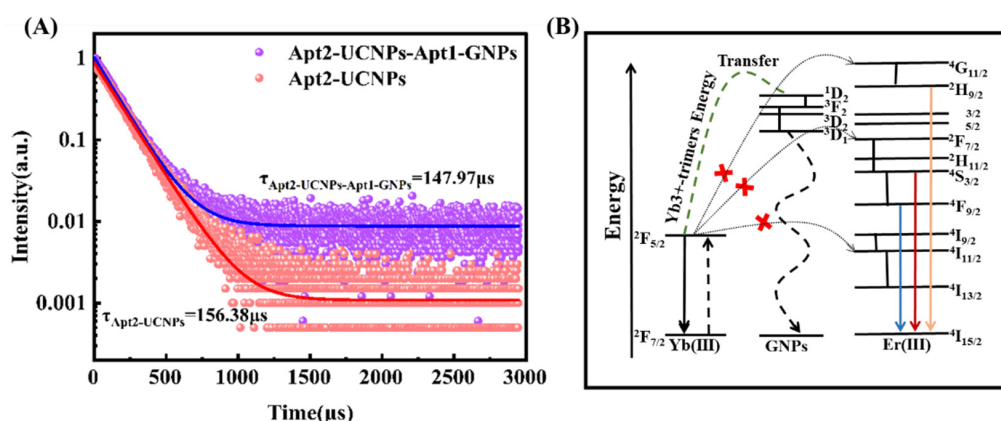 (A)
Intensity(a.u.)
1
0.1
0.01
0.001
Apt2-UCNPs-Apt1-GNPs
Apt2-UCNPs
τApt2-UCNPs-Apt1-GNPs=147.97μs
τApt2-UCNPs=156.38μs
0 500 1000 1500 2000 2500 3000
Time(μs)
(B)
Energy
Yb3+-trimers Energy
Transfer
²F5/2
²F7/2
Yb(III)
¹D2
³F2
³D2
³D1
GNPs
⁴G11/2
²H9/2
3/2
5/2
²F7/2
²H11/2
⁴S3/2
⁴F9/2
⁴I9/2
⁴I11/2
⁴I13/2
⁴I15/2
Er(III)